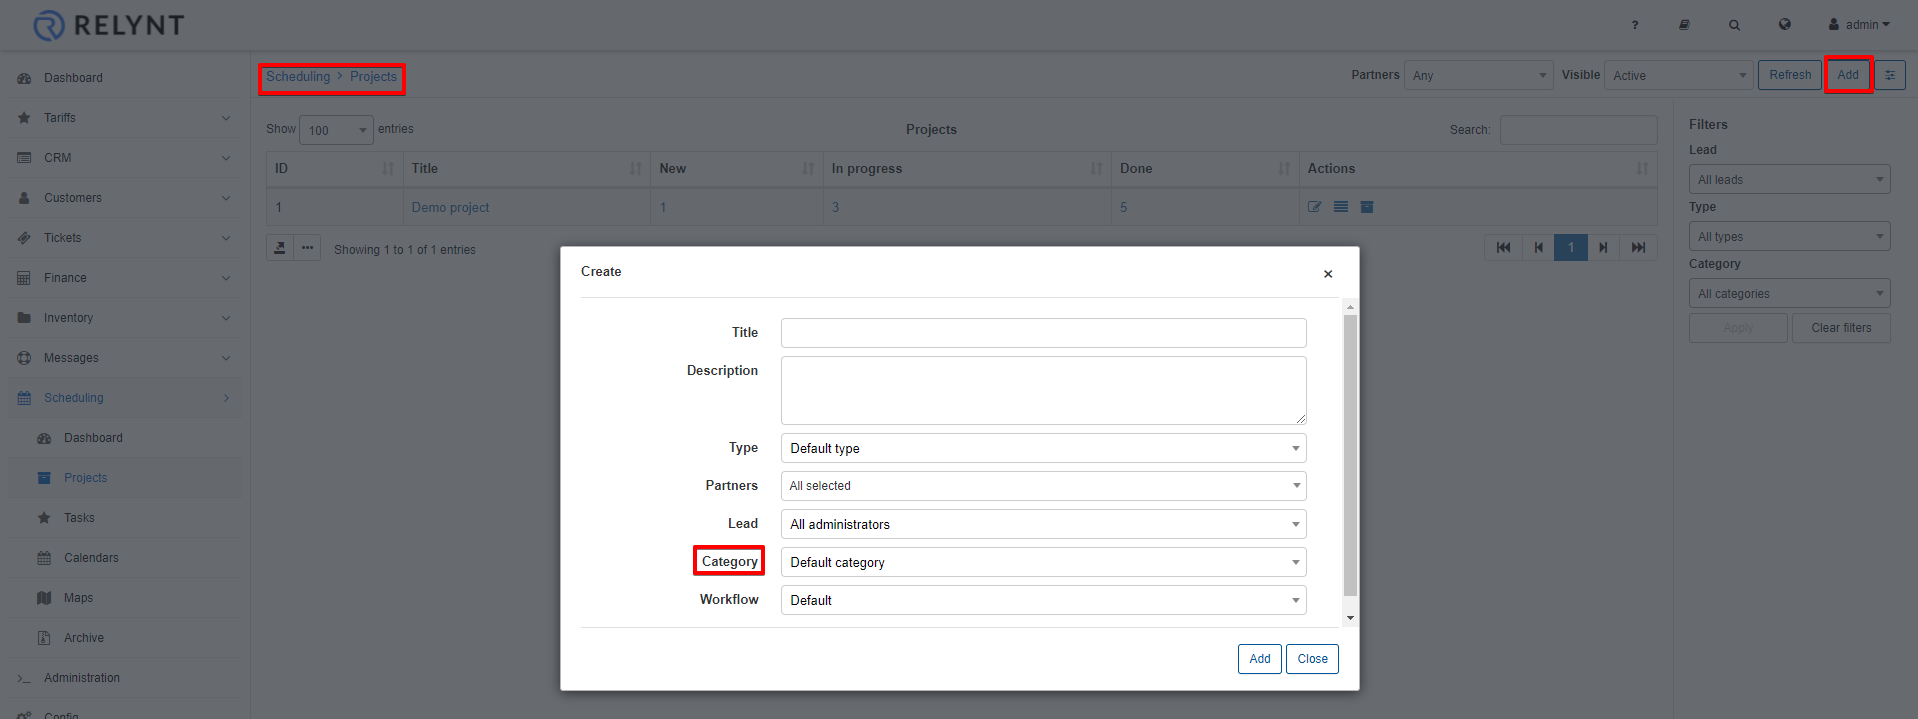 RELYNT
? admin
Dashboard
Tariffs
CRM
Customers
Tickets
Finance
Inventory
Messages
Scheduling
Dashboard
Projects
Tasks
Calendars
Maps
Archive
Administration
Config
Scheduling > Projects
Partners Any Visible Active Refresh Add
Show 100 entries Projects Search:
ID Title New In progress Done Actions
1 Demo project 1 3 5
Showing 1 to 1 of 1 entries 1
Filters
Lead
All leads
Type
All types
Category
All categories
Apply Clear filters
Create ×
Title
Description
Type Default type
Partners All selected
Lead All administrators
Category Default category
Workflow Default
Add Close